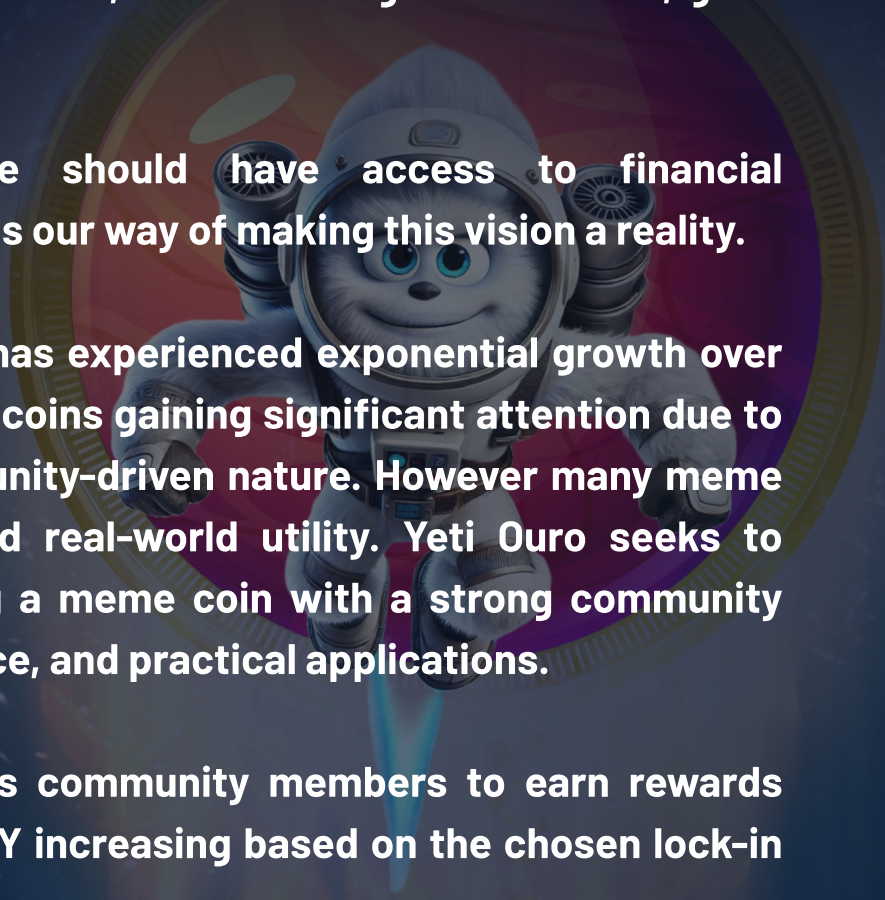 should have access to financial
s our way of making this vision a reality.
has experienced exponential growth over
coins gaining significant attention due to
unity-driven nature. However many meme
d real-world utility. Yeti Ouro seeks to
g a meme coin with a strong community
ce, and practical applications.
s community members to earn rewards
Y increasing based on the chosen lock-in